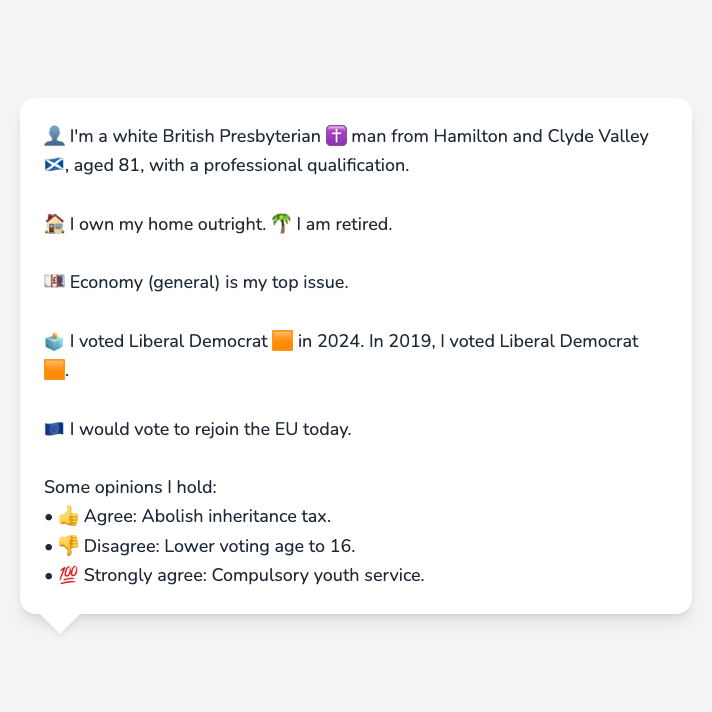 👤 I'm a white British Presbyterian ✝️ man from Hamilton and Clyde Valley
🏴󠁧󠁢󠁳󠁣󠁴󠁿, aged 81, with a professional qualification.
🏠 I own my home outright. 🌴 I am retired.
💷 Economy (general) is my top issue.
🗳️ I voted Liberal Democrat 🟧 in 2024. In 2019, I voted Liberal Democrat
🟧.
🇪🇺 I would vote to rejoin the EU today.
Some opinions I hold:
• 👍 Agree: Abolish inheritance tax.
• 👎 Disagree: Lower voting age to 16.
• 💯 Strongly agree: Compulsory youth service.